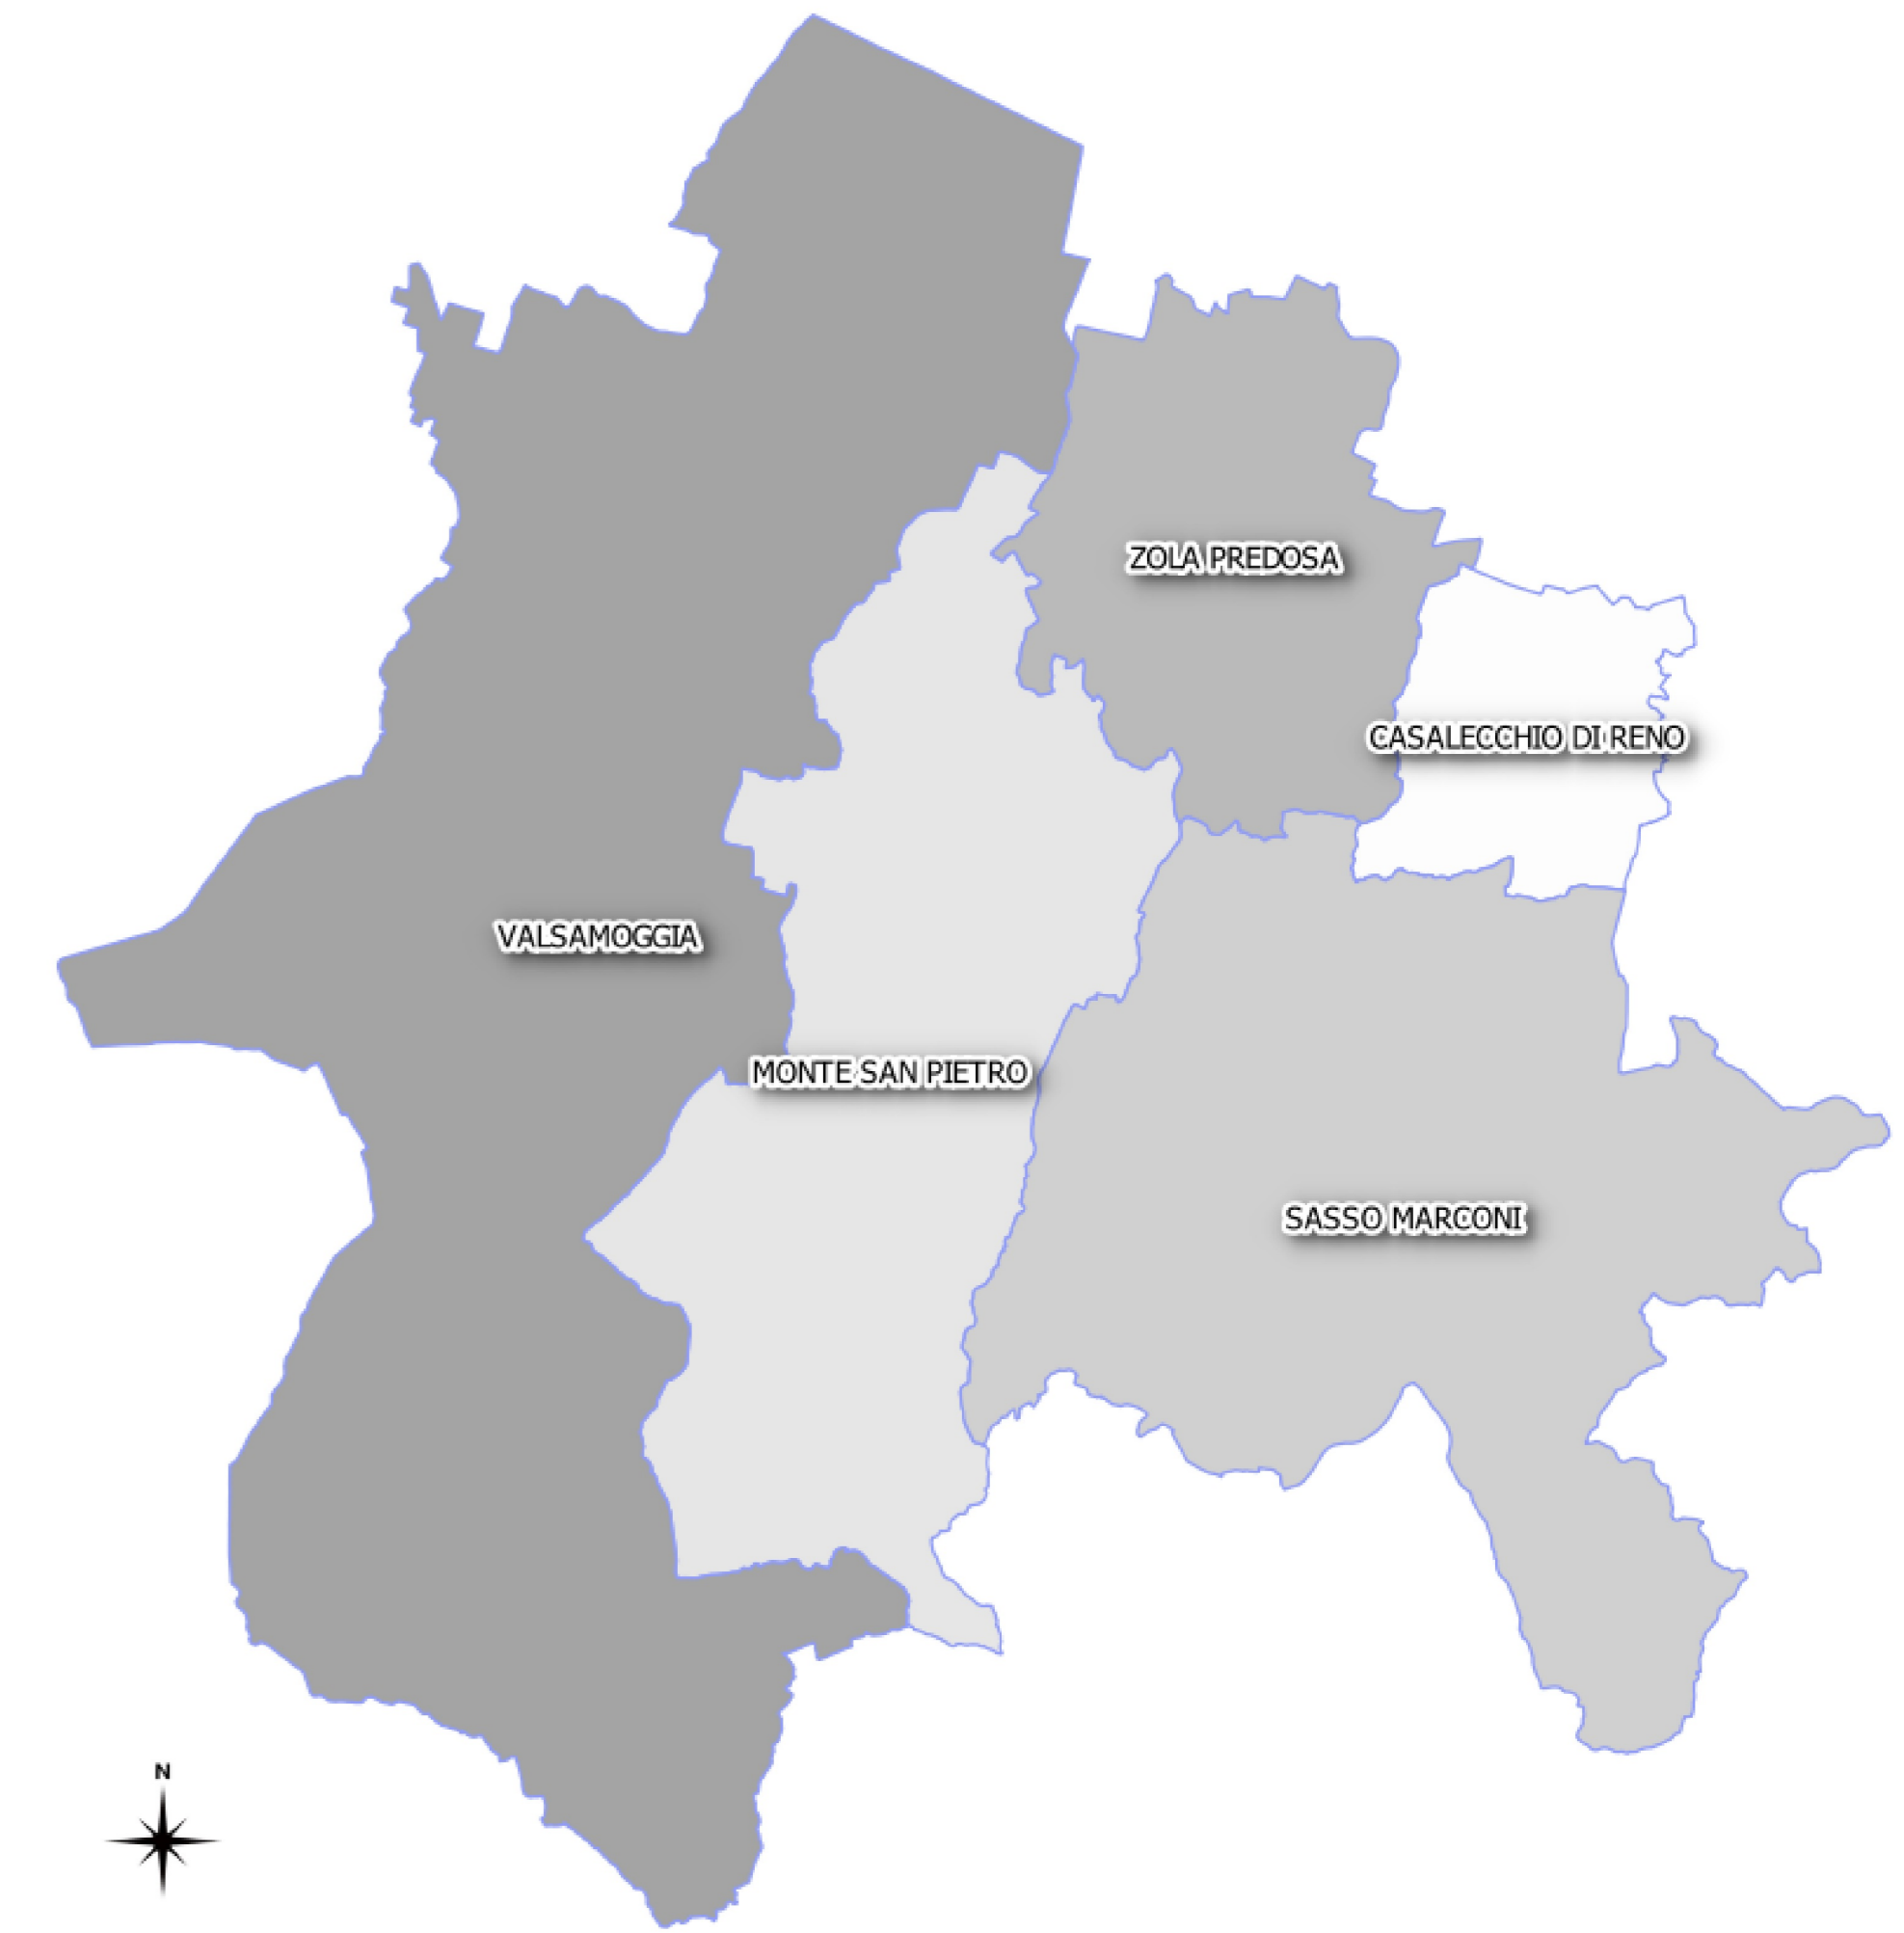 ZOLA PREDOSA
CASALECCHIO DI RENO
VALSAMOGGIA
MONTE SAN PIETRO
SASSO MARCONI
N